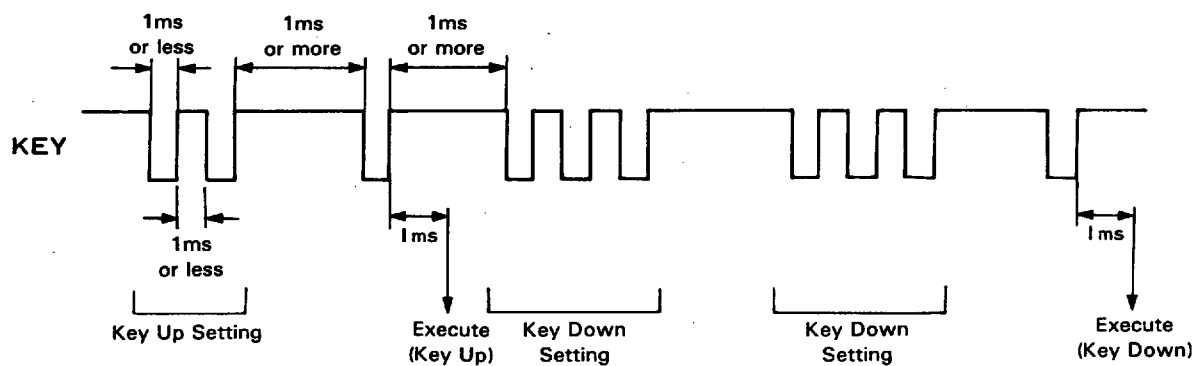 1ms
or less
1ms
or more
1ms
or more
KEY
1ms
or less
1ms
1ms
Key Up Setting
Execute
(Key Up)
Key Down
Setting
Key Down
Setting
Execute
(Key Down)